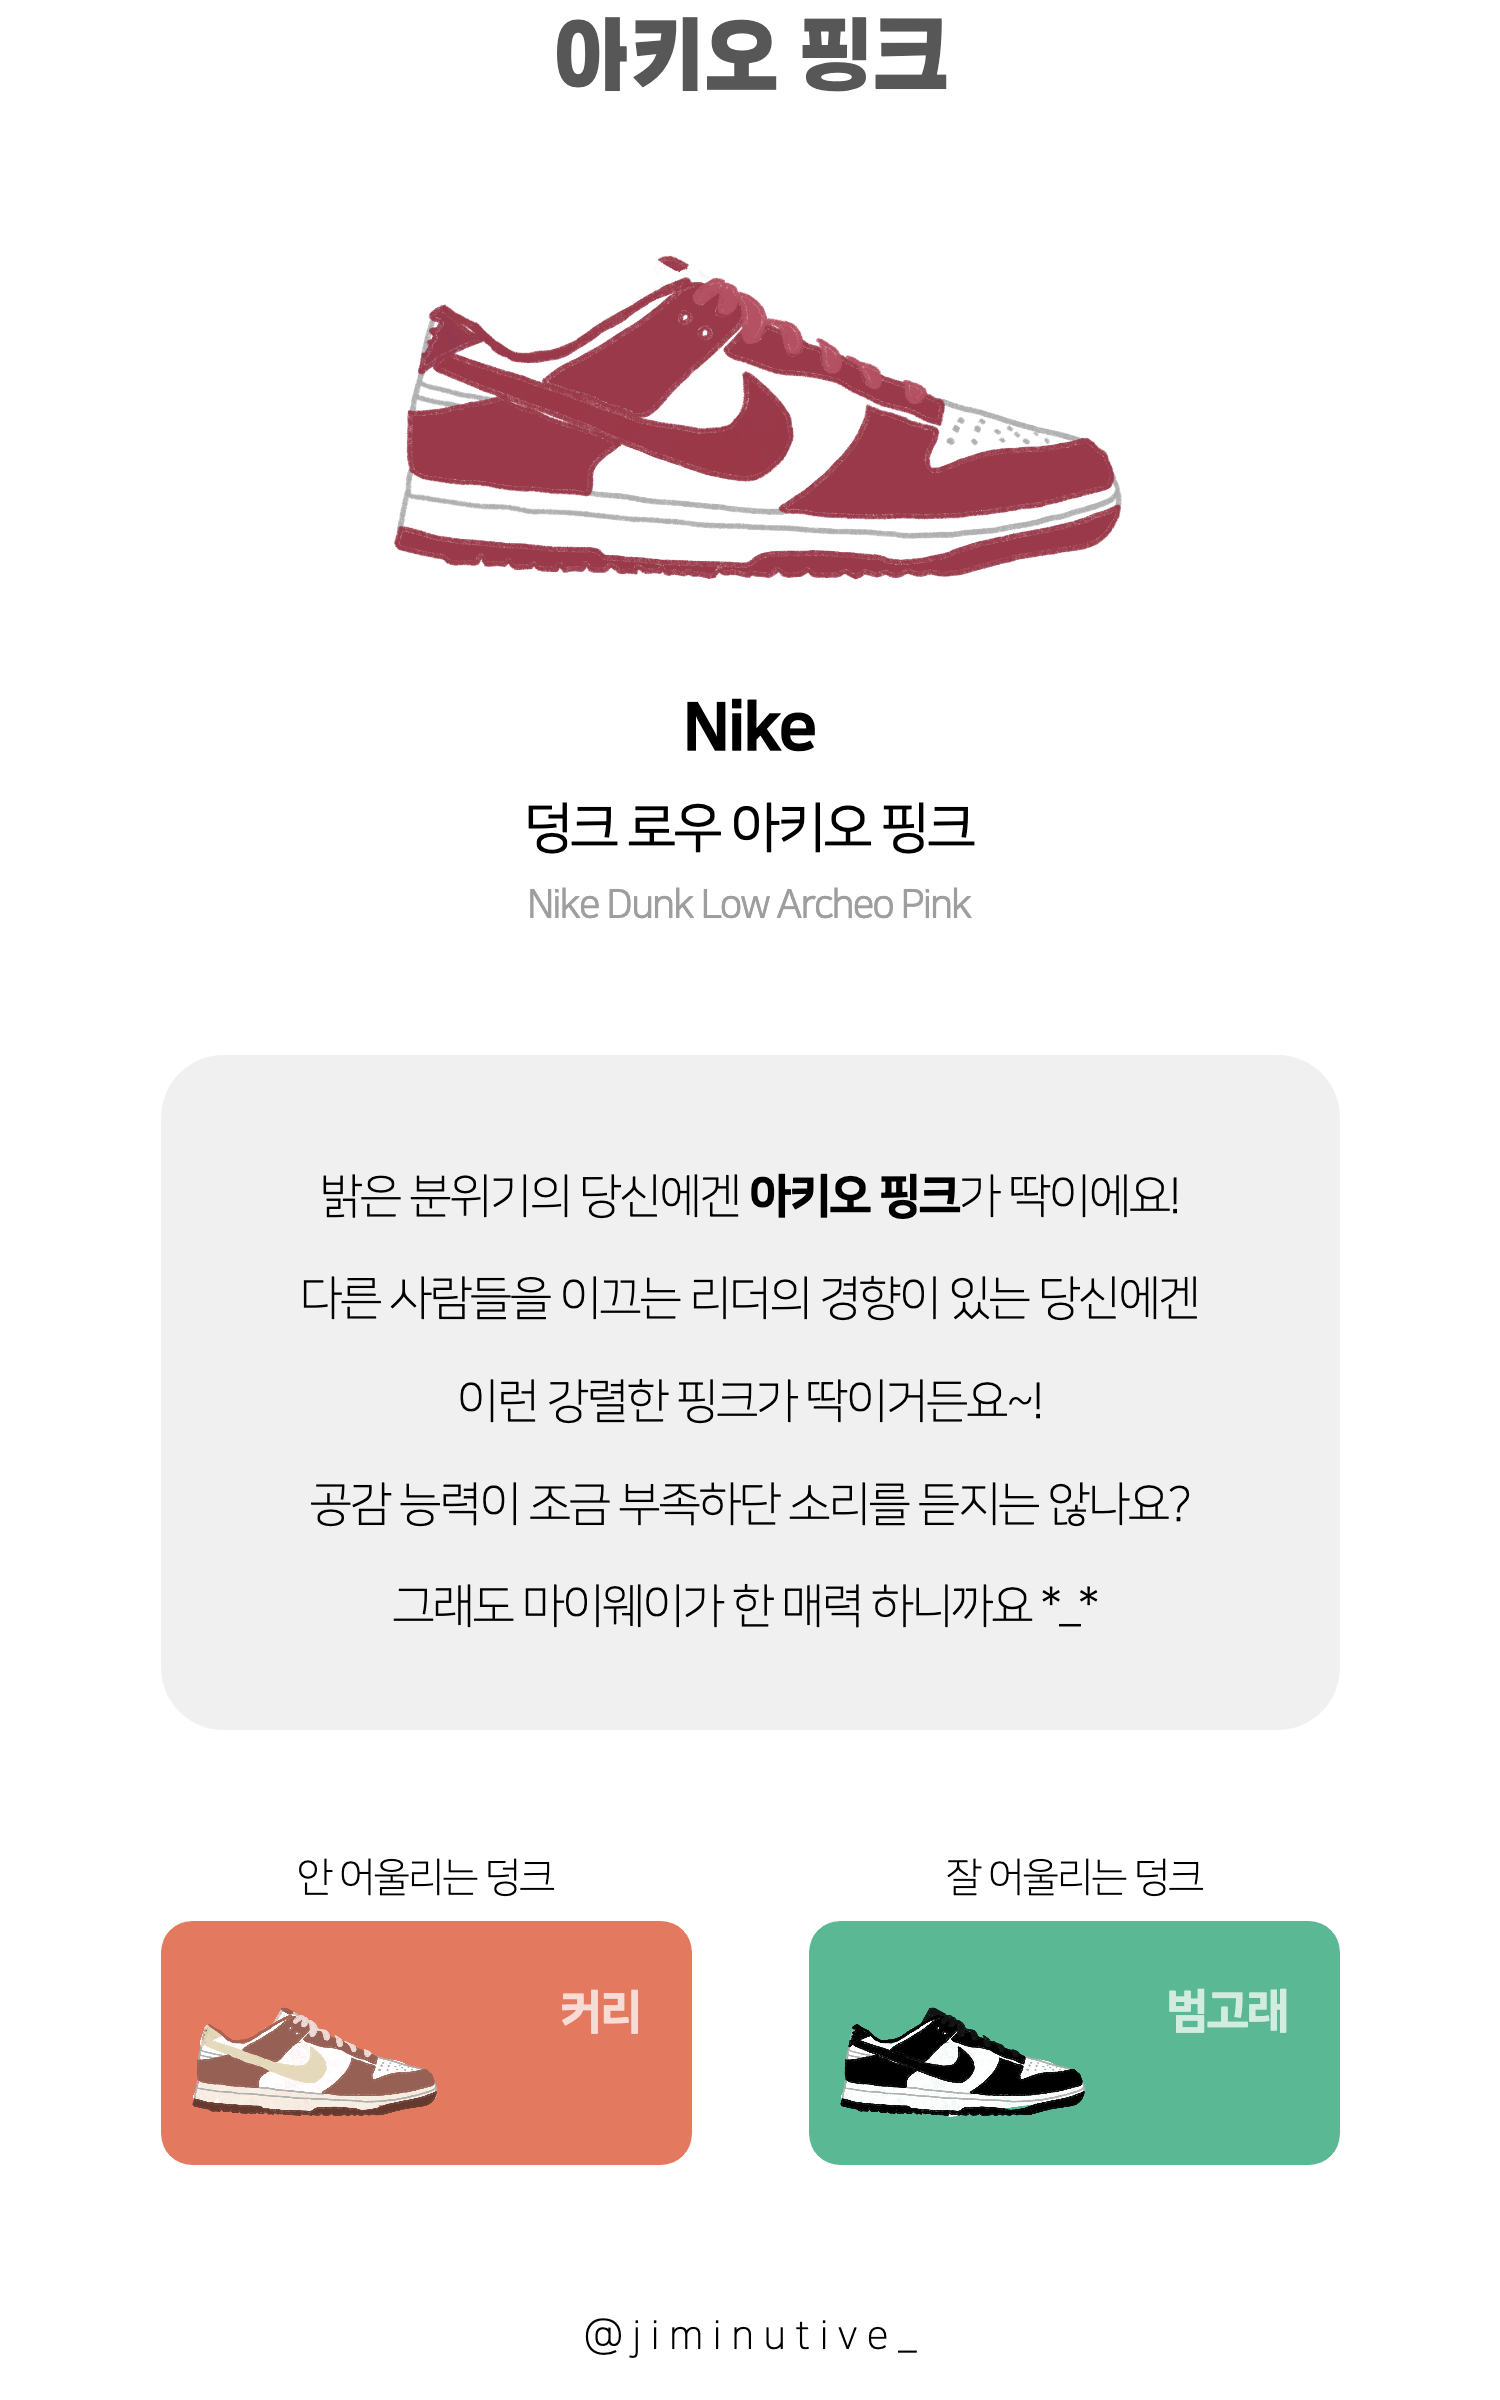 아키오 핑크
Nike
덩크 로우 아키오 핑크
Nike Dunk Low Archeo Pink
밝은 분위기의 당신에겐 아키오 핑크가 딱이에요!
다른 사람들을 이끄는 리더의 경향이 있는 당신에겐
이런 강렬한 핑크가 딱이거든요~!
공감 능력이 조금 부족하단 소리를 듣지는 않나요?
그래도 마이웨이가 한 매력 하니까요 *_*
안 어울리는 덩크
커리
잘 어울리는 덩크
범고래
@jiminutive_